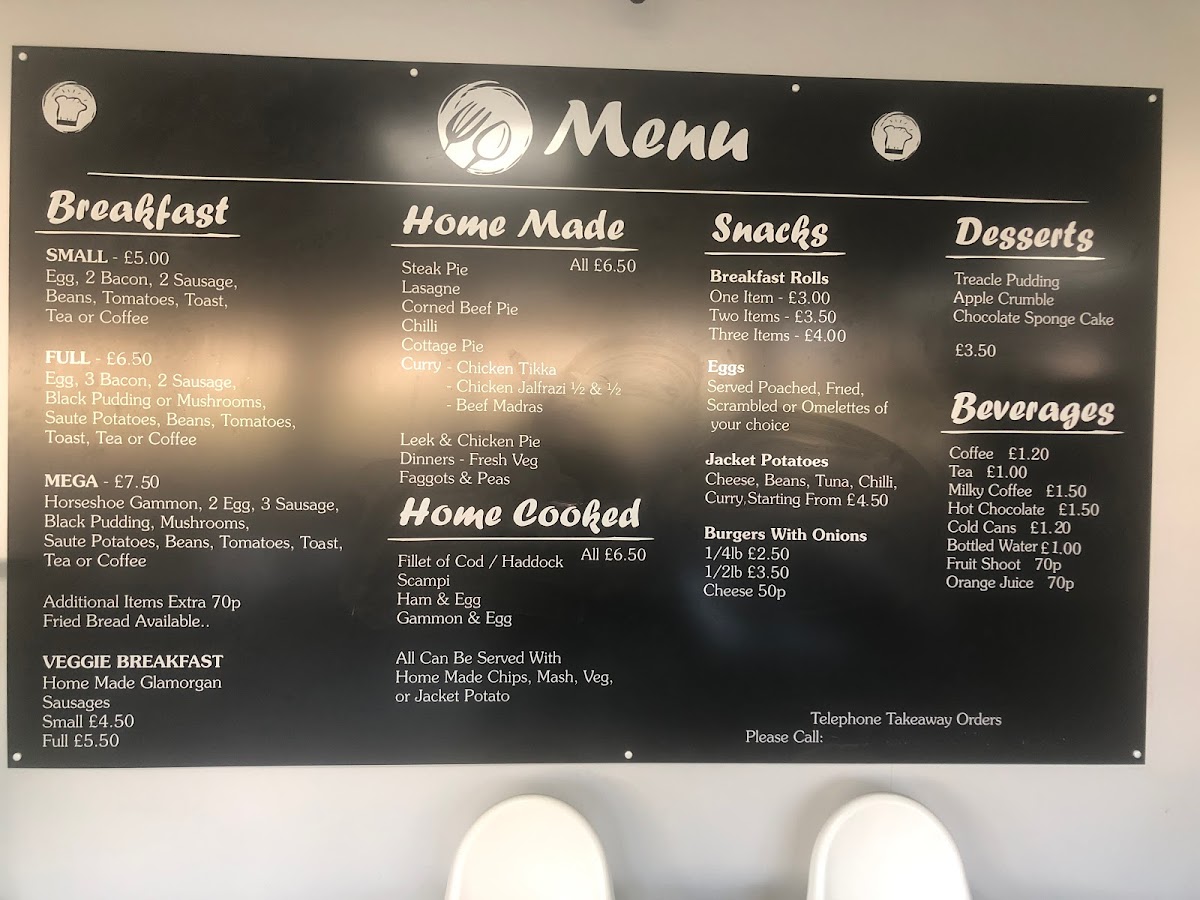 Menu
Breakfast
SMALL - £5.00
Egg, 2 Bacon, 2 Sausage,
Beans, Tomatoes, Toast,
Tea or Coffee
FULL - £6.50
Egg, 3 Bacon, 2 Sausage,
Black Pudding or Mushrooms,
Saute Potatoes, Beans, Tomatoes,
Toast, Tea or Coffee
MEGA - £7.50
Horseshoe Gammon, 2 Egg, 3 Sausage,
Black Pudding, Mushrooms,
Saute Potatoes, Beans, Tomatoes, Toast,
Tea or Coffee
Additional Items Extra 70p
Fried Bread Available..
VEGGIE BREAKFAST
Home Made Glamorgan
Sausages
Small £4.50
Full £5.50
Home Made
All £6.50
Steak Pie
Lasagne
Corned Beef Pie
Chilli
Cottage Pie
Curry - Chicken Tikka
- Chicken Jalfrazi ½ & ½
- Beef Madras
Leek & Chicken Pie
Dinners - Fresh Veg
Faggots & Peas
Home Cooked
All £6.50
Fillet of Cod / Haddock
Scampi
Ham & Egg
Gammon & Egg
All Can Be Served With
Home Made Chips, Mash, Veg,
or Jacket Potato
Snacks
Breakfast Rolls
One Item - £3.00
Two Items - £3.50
Three Items - £4.00
Eggs
Served Poached, Fried,
Scrambled or Omelettes of
your choice
Jacket Potatoes
Cheese, Beans, Tuna, Chilli,
Curry,Starting From £4.50
Burgers With Onions
1/4lb £2.50
1/2lb £3.50
Cheese 50p
Desserts
Treacle Pudding
Apple Crumble
Chocolate Sponge Cake
£3.50
Beverages
Coffee £1.20
Tea £1.00
Milky Coffee £1.50
Hot Chocolate £1.50
Cold Cans £1.20
Bottled Water £1.00
Fruit Shoot 70p
Orange Juice 70p
Telephone Takeaway Orders
Please Call: